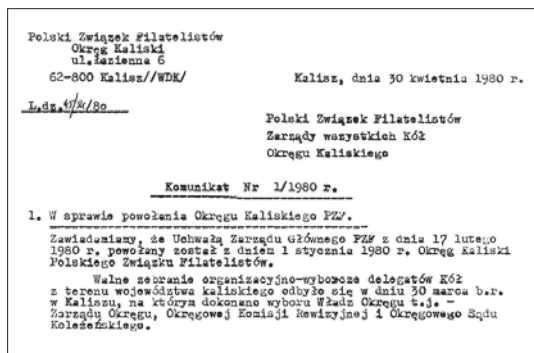 Polski Związek Filatelistów
Okręg Kaliski
ul.Łazienna 6
62-800 Kalisz//WDK/
Kalisz, dnia 30 kwietnia 1980 r.
L.dz. /80
Polski Związek Filatelistów
Zarządy wszystkich Kół
Okręgu Kaliskiego
Komunikat Nr 1/1980 r.
1. W sprawie powołania Okręgu Kaliskiego PZF.
Zawiadamiamy, że Uchwałą Zarządu Głównego PZF z dnia 17 lutego
1980 r. powołany został z dniem 1 stycznia 1980 r. Okręg Kaliski
Polskiego Związku Filatelistów.
Walne zebranie organizacyjno-wyborcze delegatów Kół
z terenu województwa kaliskiego odbyło się w dniu 30 marca b.r.
w Kaliszu, na którym dokonano wyboru Władz Okręgu t.j. -
Zarządu Okręgu, Okręgowej Komisji Rewizyjnej i Okręgowego Sądu
Koleżeńskiego.